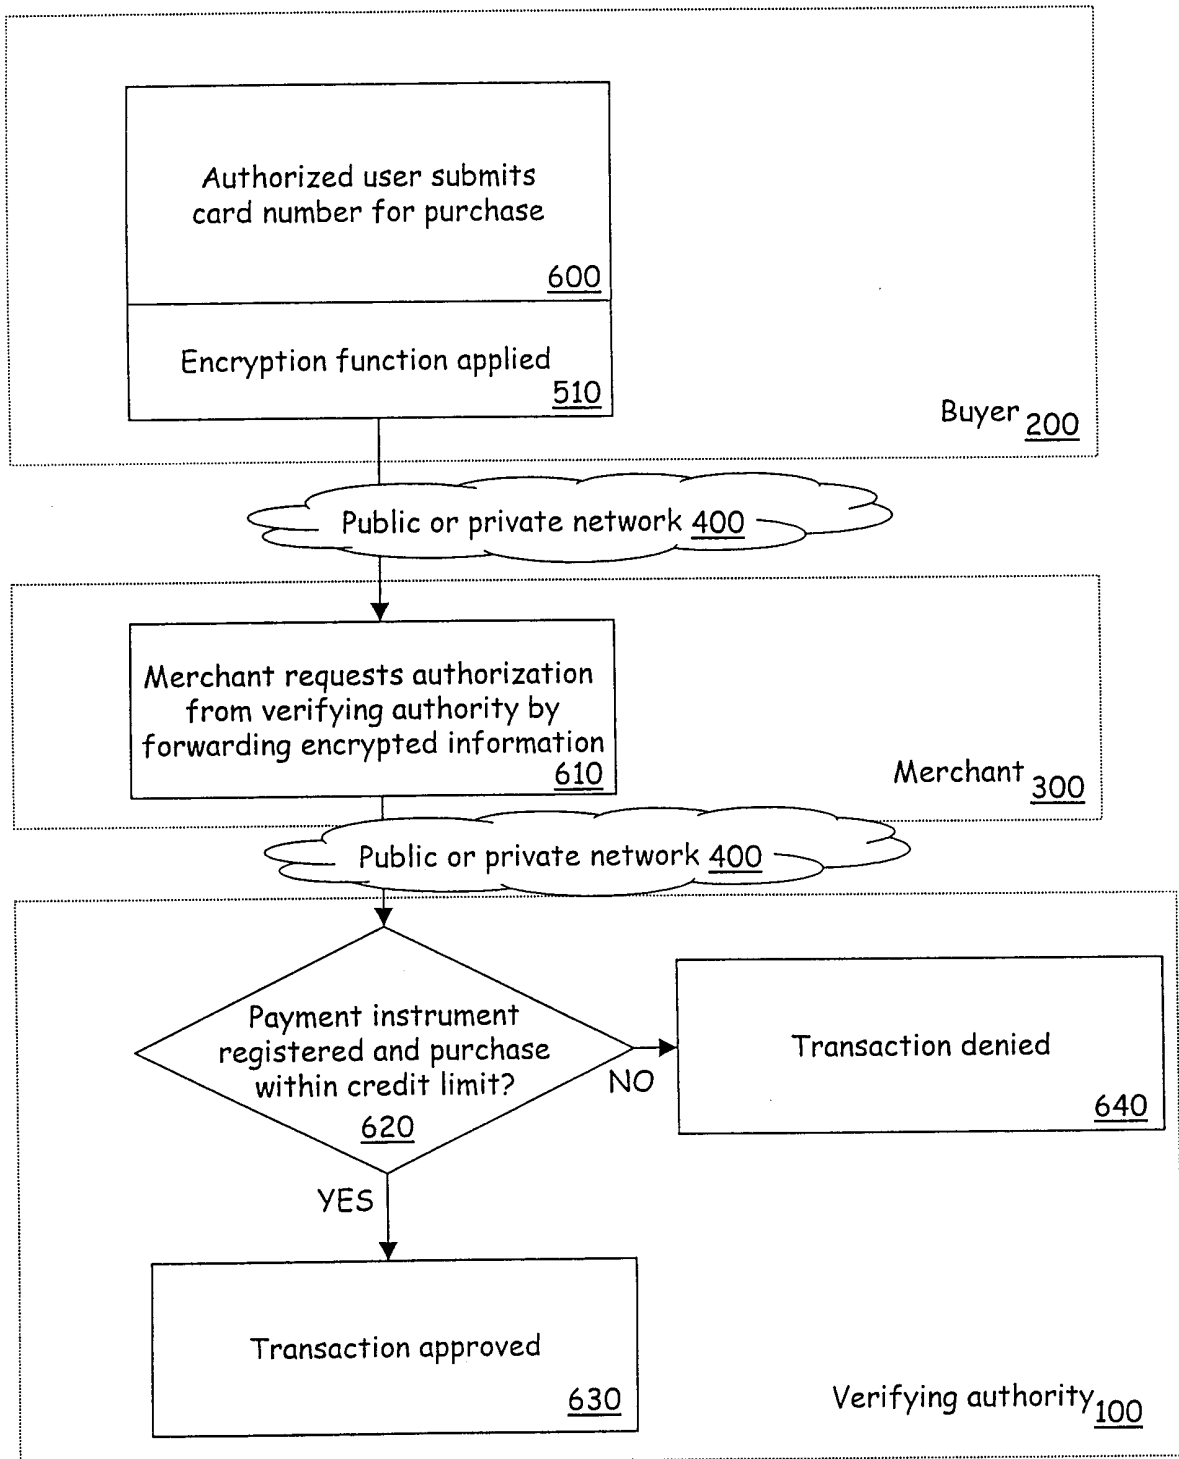 Authorized user submits
card number for purchase
600
Encryption function applied
510
Buyer 200
Public or private network 400
Merchant requests authorization
from verifying authority by
forwarding encrypted information
610
Merchant 300
Public or private network 400
Payment instrument
registered and purchase
within credit limit?
620
NO
Transaction denied
640
YES
Transaction approved
630
Verifying authority 100